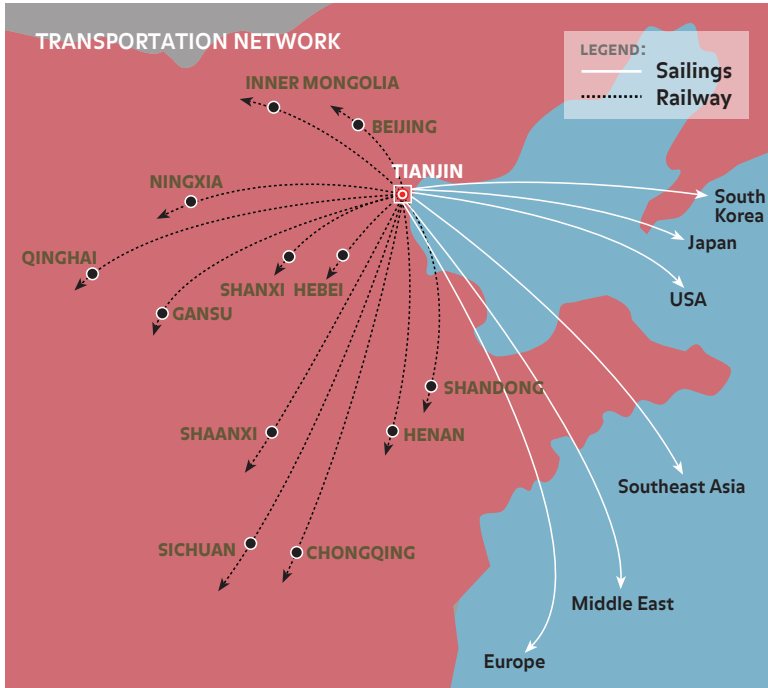 TRANSPORTATION NETWORK
LEGEND:
Sailings
Railway
INNER MONGOLIA
BEIJING
TIANJIN
NINGXIA
South
Korea
Japan
QINGHAI
SHANXI HEBEI
USA
GANSU
SHANDONG
SHAANXI
HENAN
Southeast Asia
SICHUAN
CHONGQING
Middle East
Europe